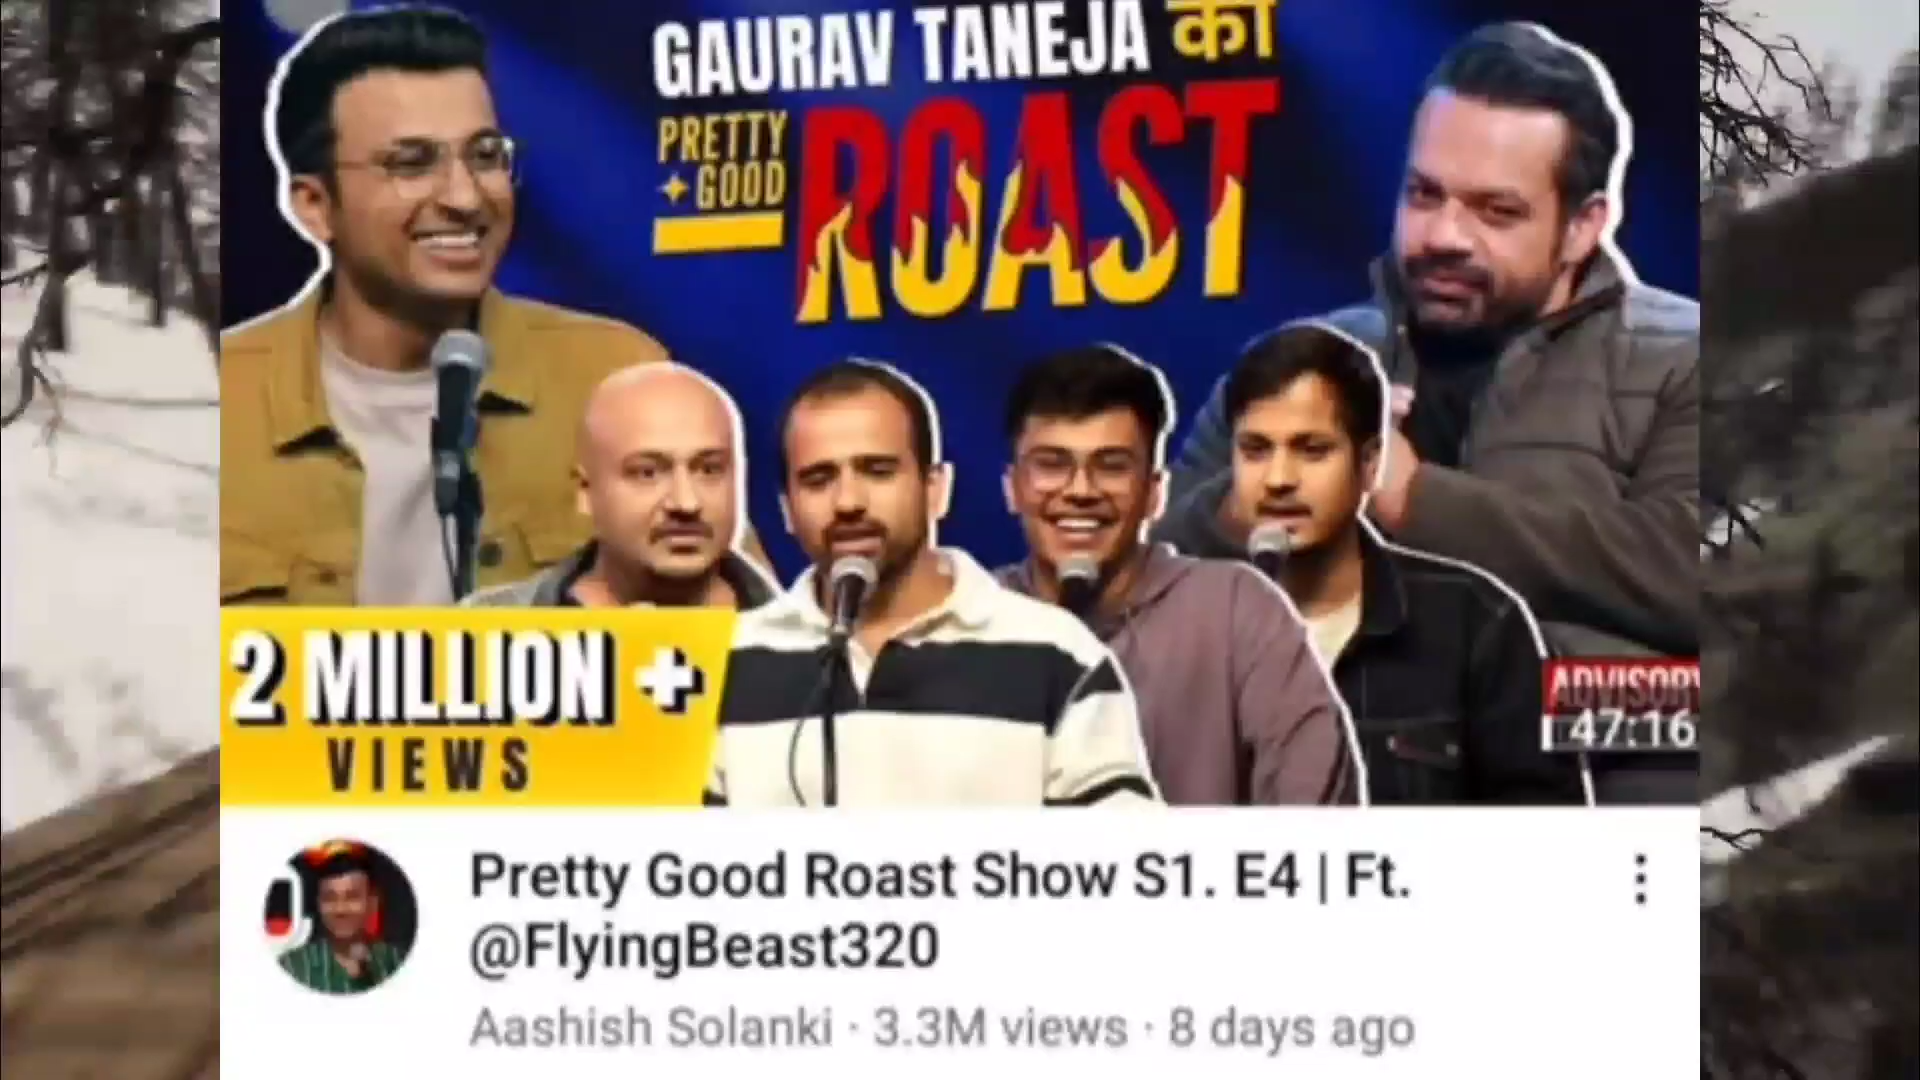 GAURAV TANEJA का
PRETTY
GOOD
ROAST
2 MILLION +
VIEWS
ADVISORY
47:16
Pretty Good Roast Show S1. E4 | Ft.
@FlyingBeast320
Aashish Solanki · 3.3M views · 8 days ago